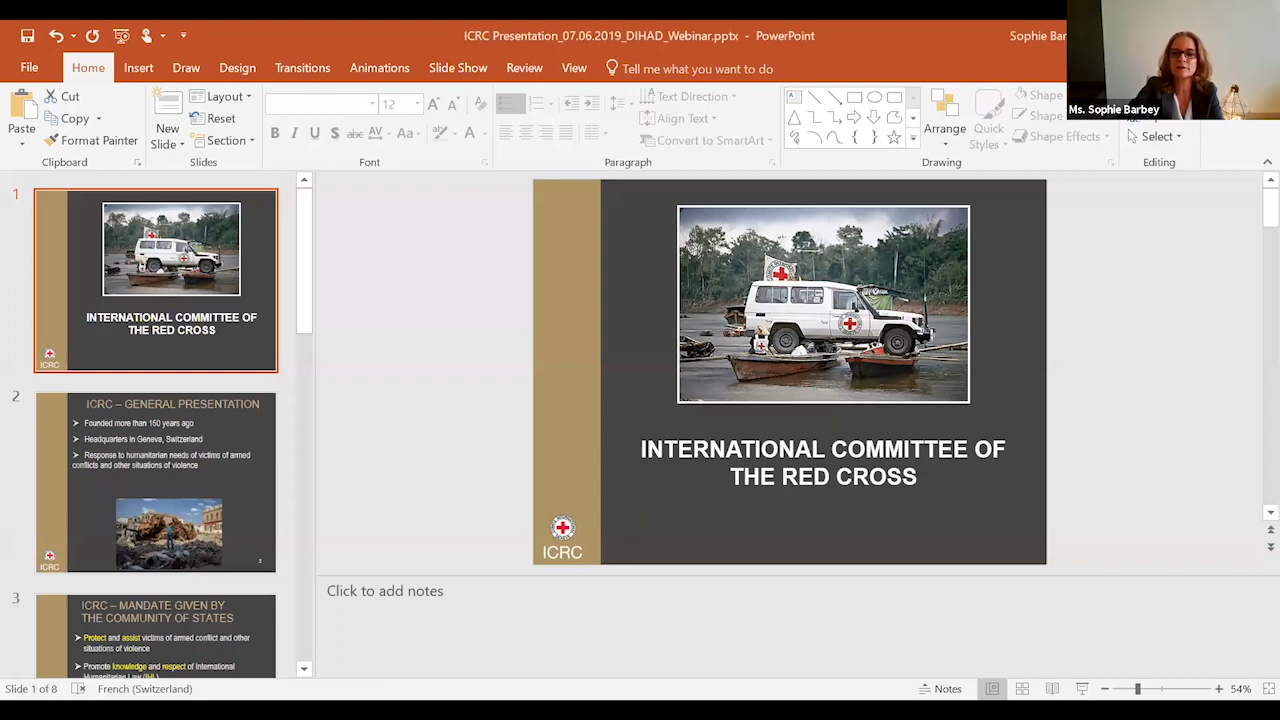 ICRC Presentation_07.06.2019_DIHAD_Webinar.pptx - PowerPoint
Ms. Sophie Barbey
File Home Insert Draw Design Transitions Animations Slide Show Review View Tell me what you want to do
Paste
Cut
Copy
Format Painter
Clipboard
New Slide
Layout
Reset
Section
Slides
12
B I U S abc AV Aa A
Font
Text Direction
Align Text
Convert to SmartArt
Paragraph
Arrange
Quick Styles
Shape
Shape
Shape Effects
Drawing
Select
Editing
1
INTERNATIONAL COMMITTEE OF
THE RED CROSS
ICRC
2
ICRC – GENERAL PRESENTATION
Founded more than 150 years ago
Headquarters in Geneva, Switzerland
Response to humanitarian needs of victims of armed
conflicts and other situations of violence
ICRC
2
3
ICRC – MANDATE GIVEN BY
THE COMMUNITY OF STATES
Protect and assist victims of armed conflict and other
situations of violence
Promote knowledge and respect of International
Humanitarian Law (IHL)
INTERNATIONAL COMMITTEE OF
THE RED CROSS
ICRC
Click to add notes
Slide 1 of 8 French (Switzerland) Notes 54%